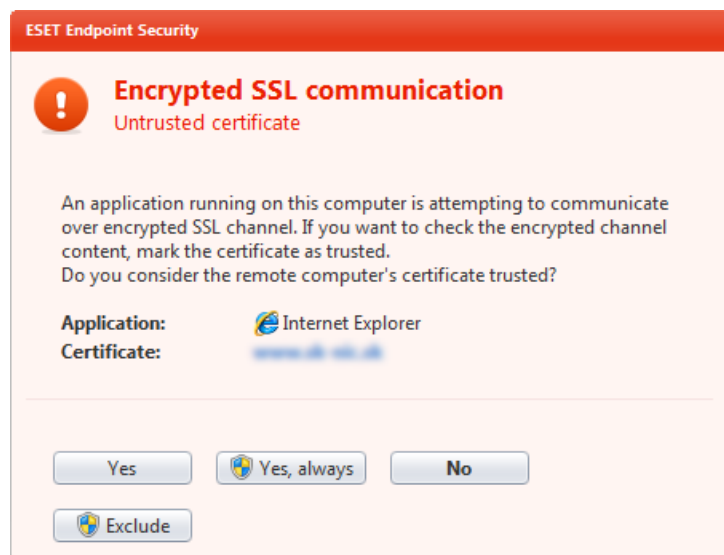 ESET Endpoint Security
Encrypted SSL communication
Untrusted certificate
An application running on this computer is attempting to communicate
over encrypted SSL channel. If you want to check the encrypted channel
content, mark the certificate as trusted.
Do you consider the remote computer's certificate trusted?
Application: Internet Explorer
Certificate:
Yes Yes, always No
Exclude